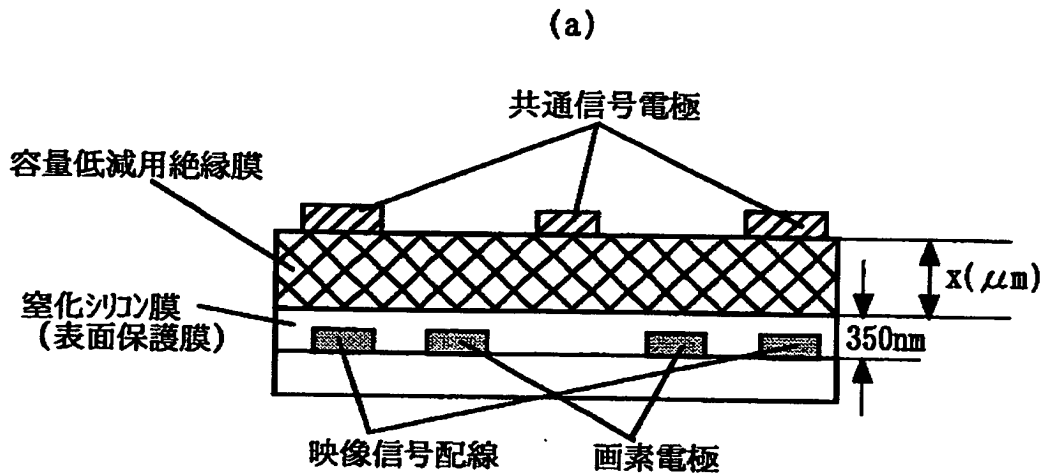 (a)
共通信号電極
容量低減用絶縁膜
x(μm)
窒化シリコン膜
(表面保護膜)
350nm
映像信号配線
画素電極